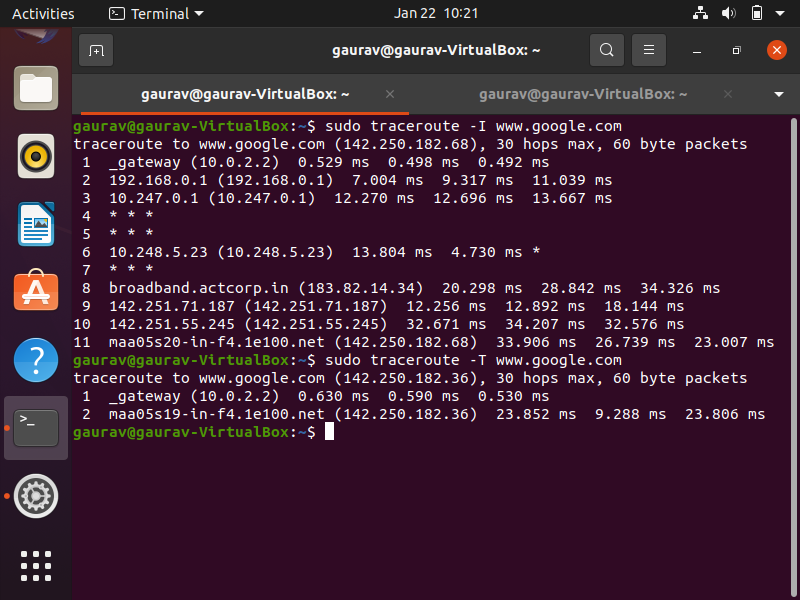 Activities Terminal Jan 22 10:21
gaurav@gaurav-VirtualBox: ~
gaurav@gaurav-VirtualBox: ~ × gaurav@gaurav-VirtualBox: ~ ×
gaurav@gaurav-VirtualBox:~$ sudo traceroute -I www.google.com
traceroute to www.google.com (142.250.182.68), 30 hops max, 60 byte packets
 1  _gateway (10.0.2.2)  0.529 ms  0.498 ms  0.492 ms
 2  192.168.0.1 (192.168.0.1)  7.004 ms  9.317 ms  11.039 ms
 3  10.247.0.1 (10.247.0.1)  12.270 ms  12.696 ms  13.667 ms
 4  * * *
 5  * * *
 6  10.248.5.23 (10.248.5.23)  13.804 ms  4.730 ms *
 7  * * *
 8  broadband.actcorp.in (183.82.14.34)  20.298 ms  28.842 ms  34.326 ms
 9  142.251.71.187 (142.251.71.187)  12.256 ms  12.892 ms  18.144 ms
10  142.251.55.245 (142.251.55.245)  32.671 ms  34.207 ms  32.576 ms
11  maa05s20-in-f4.1e100.net (142.250.182.68)  33.906 ms  26.739 ms  23.007 ms
gaurav@gaurav-VirtualBox:~$ sudo traceroute -T www.google.com
traceroute to www.google.com (142.250.182.36), 30 hops max, 60 byte packets
 1  _gateway (10.0.2.2)  0.630 ms  0.590 ms  0.530 ms
 2  maa05s19-in-f4.1e100.net (142.250.182.36)  23.852 ms  9.288 ms  23.806 ms
gaurav@gaurav-VirtualBox:~$